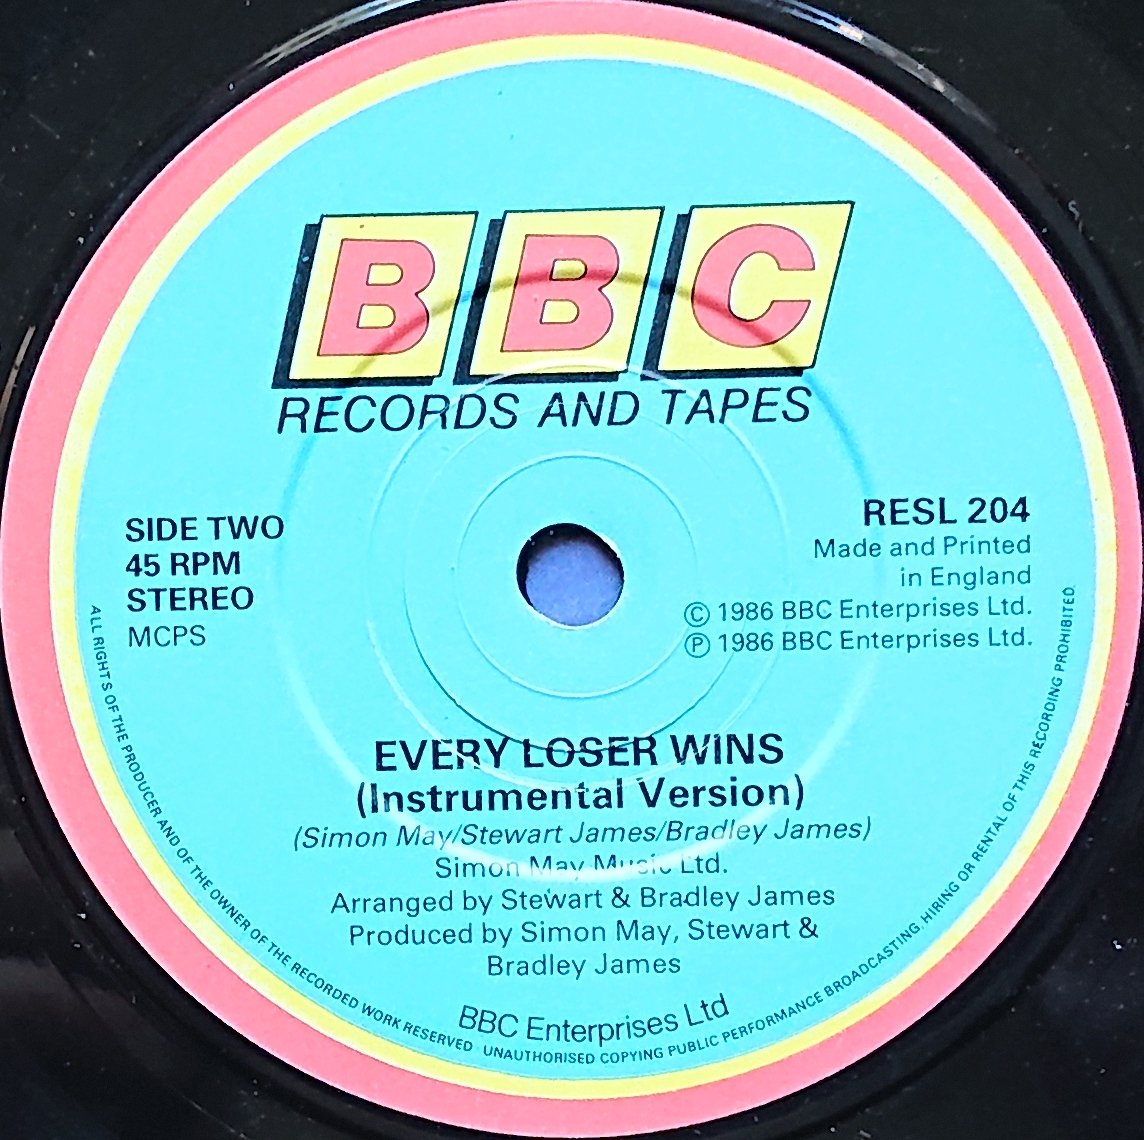 BBC
RECORDS AND TAPES
SIDE TWO
45 RPM
STEREO
MCPS
RESL 204
Made and Printed
in England
© 1986 BBC Enterprises Ltd.
℗ 1986 BBC Enterprises Ltd.
EVERY LOSER WINS
(Instrumental Version)
(Simon May/Stewart James/Bradley James)
Simon May Music Ltd.
Arranged by Stewart & Bradley James
Produced by Simon May, Stewart &
Bradley James
BBC Enterprises Ltd
ALL RIGHTS OF THE PRODUCER AND OF THE OWNER OF THE RECORDED WORK RESERVED UNAUTHORISED COPYING PUBLIC PERFORMANCE BROADCASTING, HIRING OR RENTAL OF THIS RECORDING PROHIBITED.